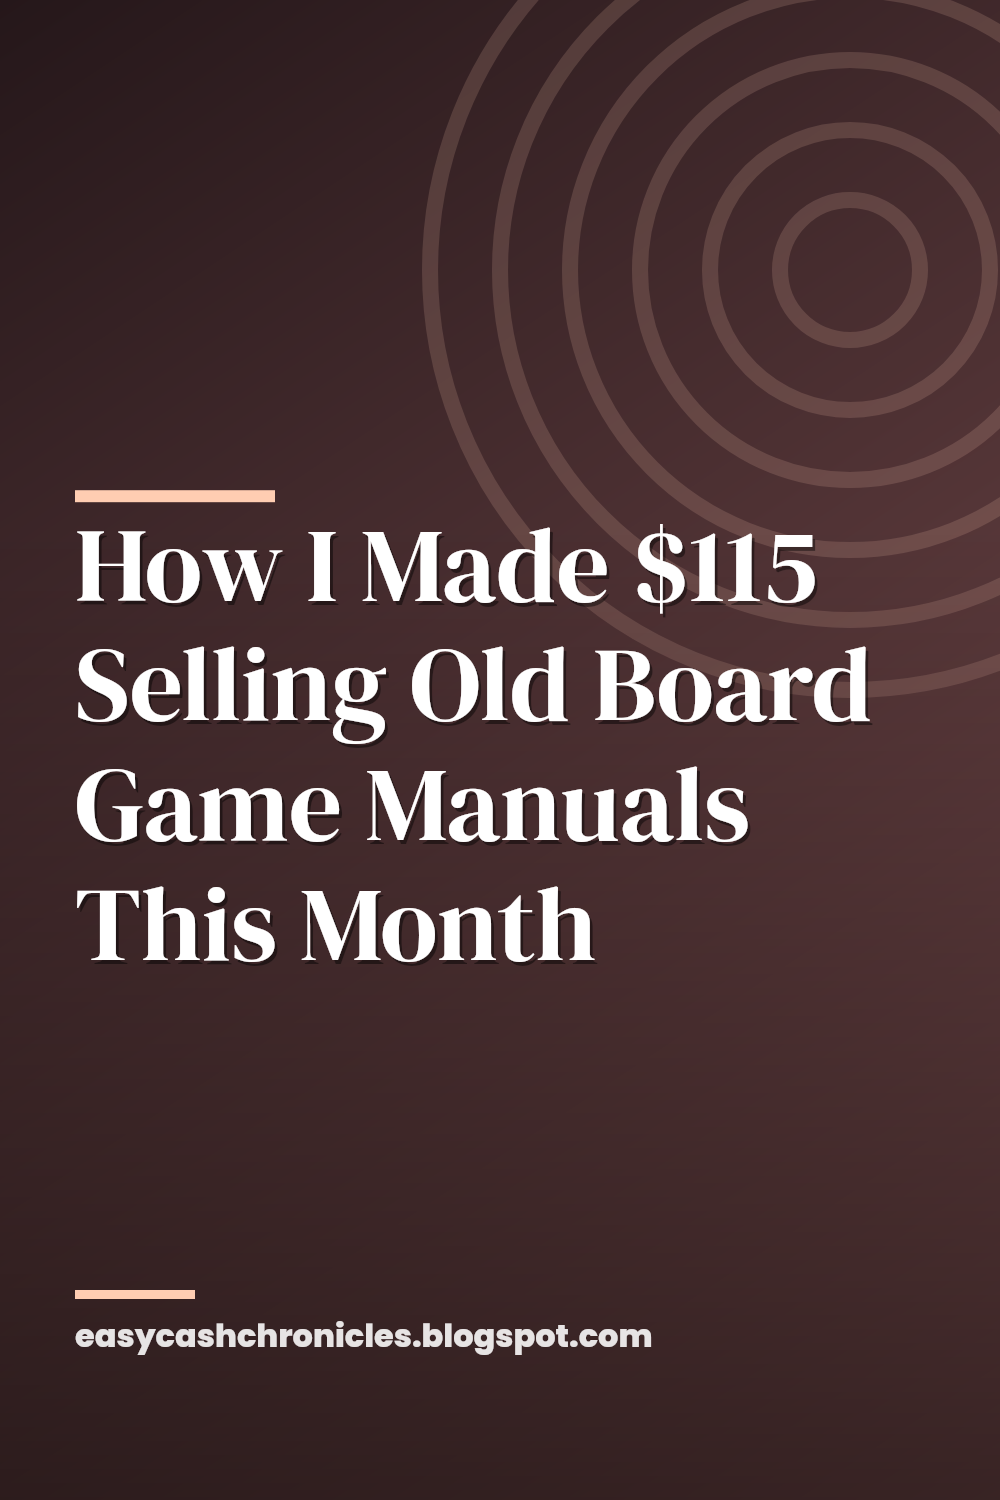 How I Made $115
Selling Old Board
Game Manuals
This Month
easycashchronicles.blogspot.com